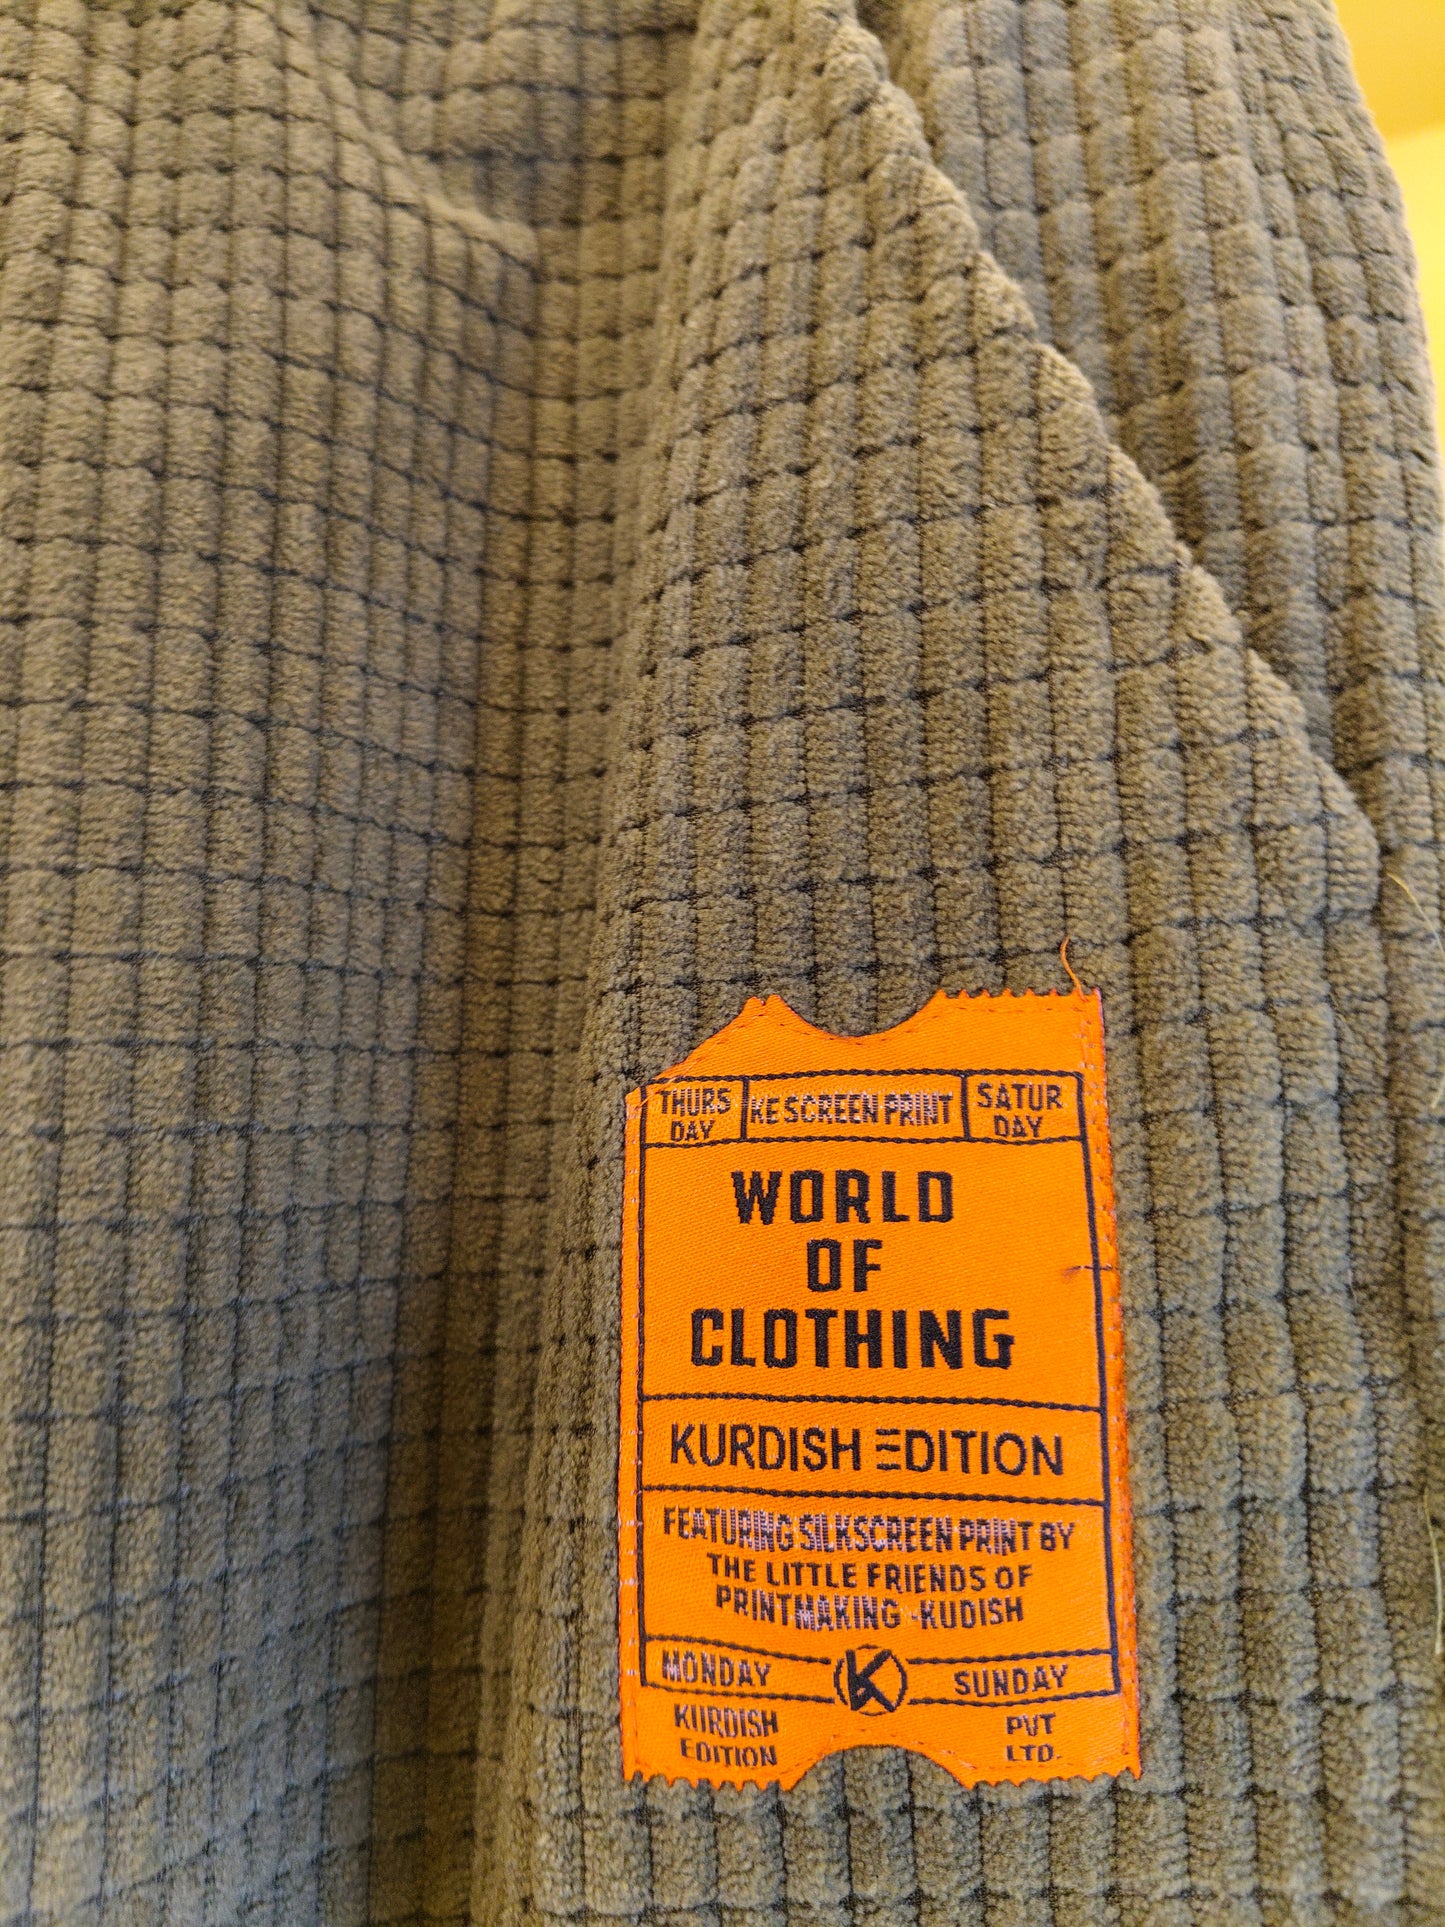 THURS
DAY
KE SCREEN PRINT
SATUR
DAY
WORLD
OF
CLOTHING
KURDISH EDITION
FEATURING SILKSCREEN PRINT BY
THE LITTLE FRIENDS OF
PRINTMAKING -KUDISH
MONDAY
K
SUNDAY
KURDISH
EDITION
PVT
LTD.